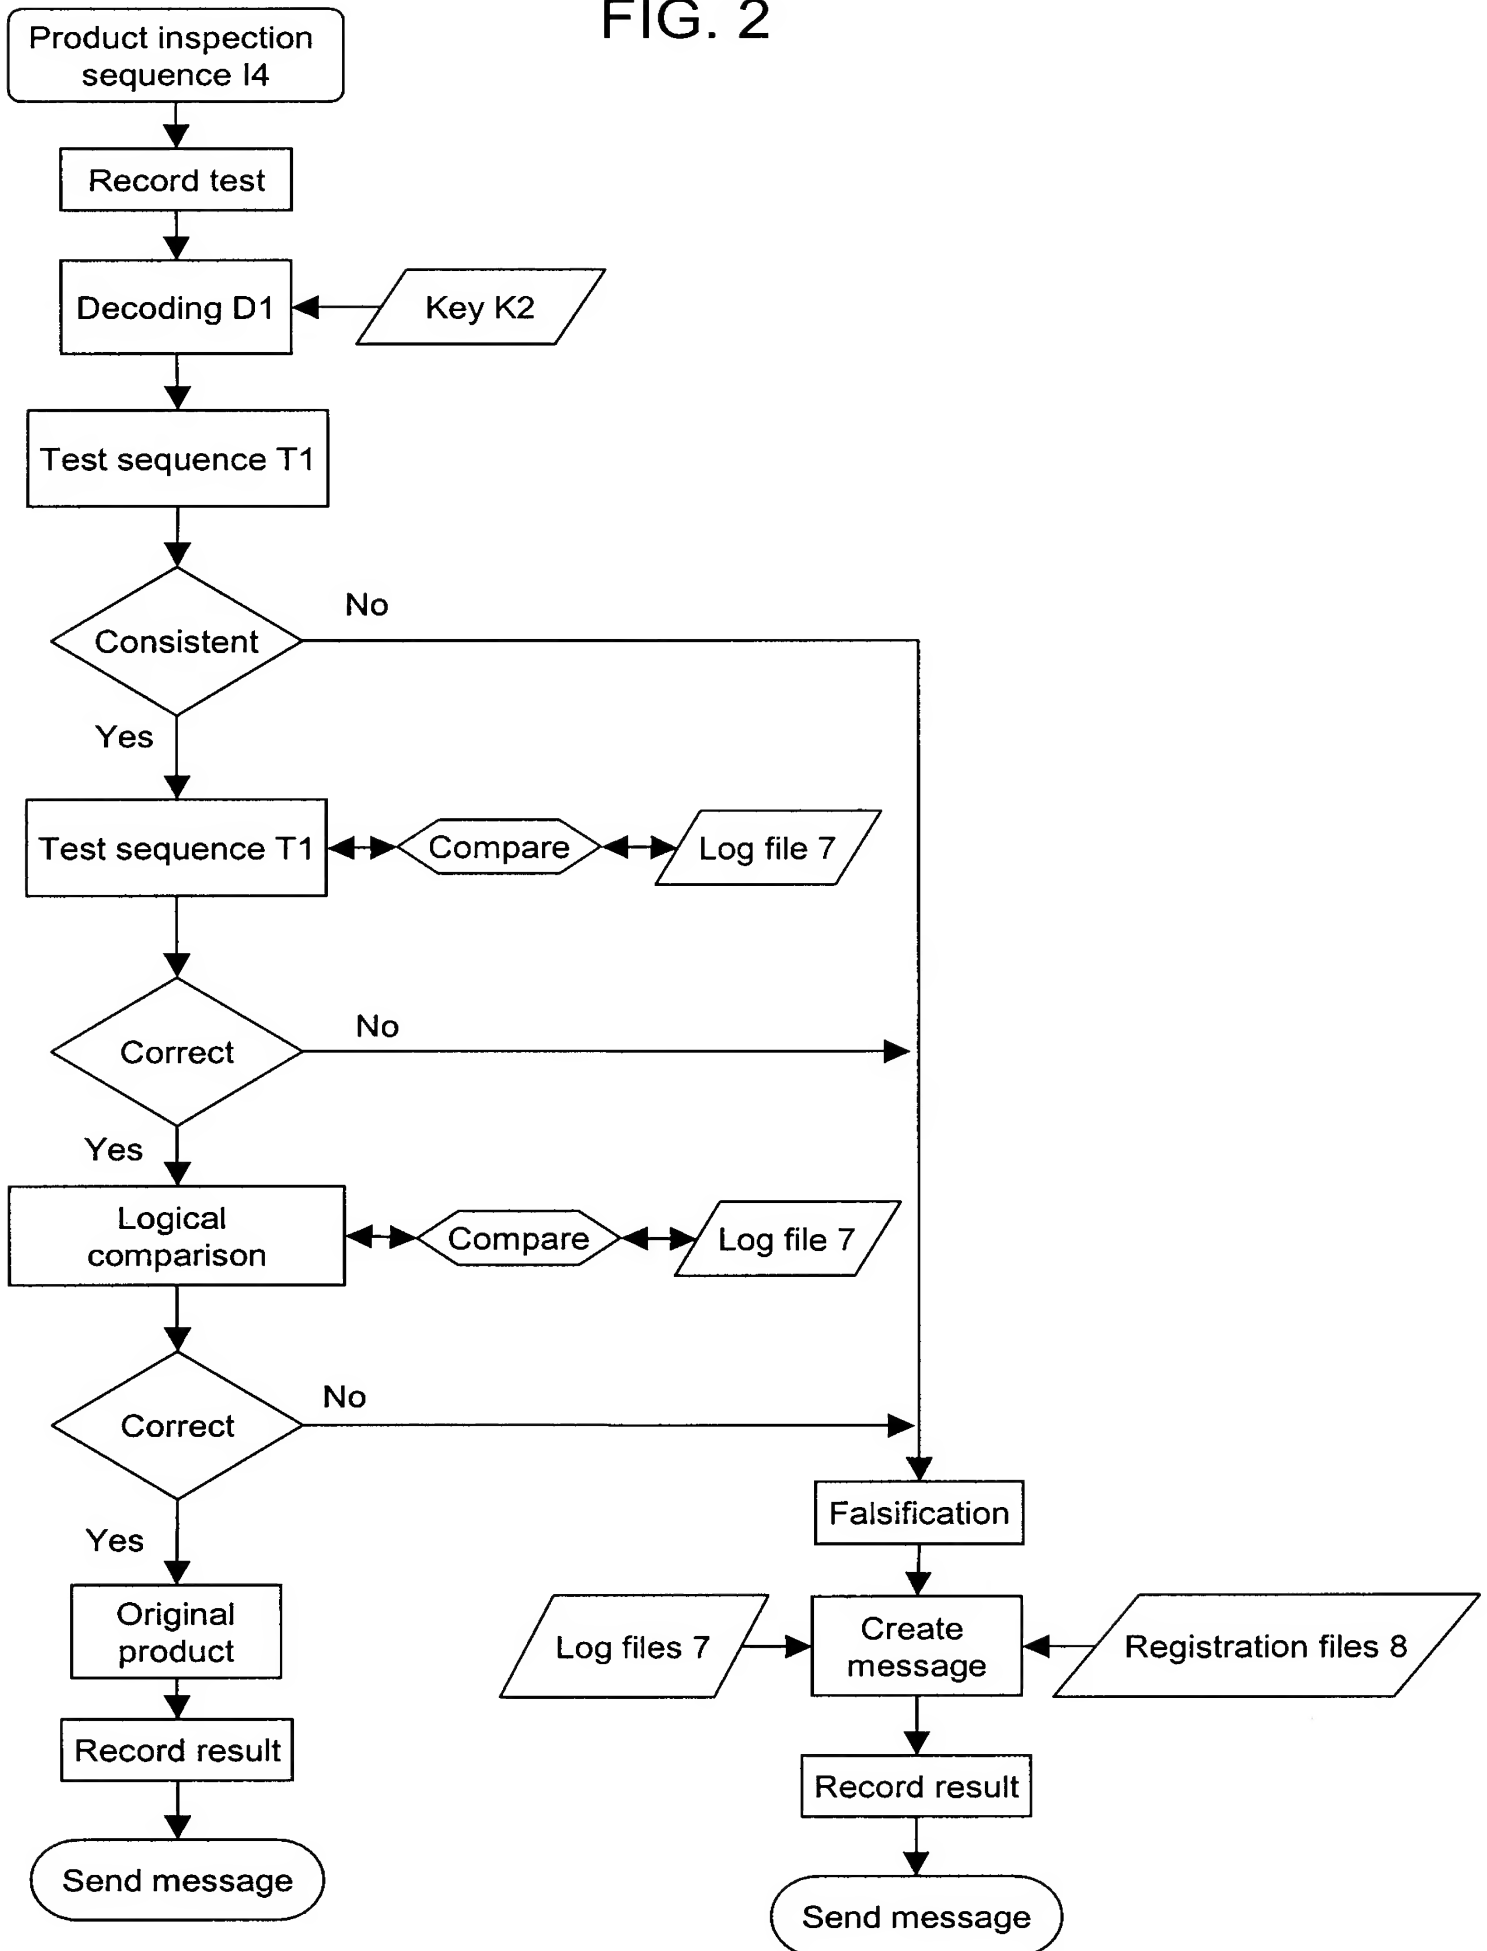 FIG. 2
Product inspection
sequence I4
Record test
Decoding D1
Key K2
Test sequence T1
Consistent
No
Yes
Test sequence T1
Compare
Log file 7
Correct
No
Yes
Logical
comparison
Compare
Log file 7
Correct
No
Yes
Original
product
Record result
Send message
Falsification
Log files 7
Create
message
Registration files 8
Record result
Send message